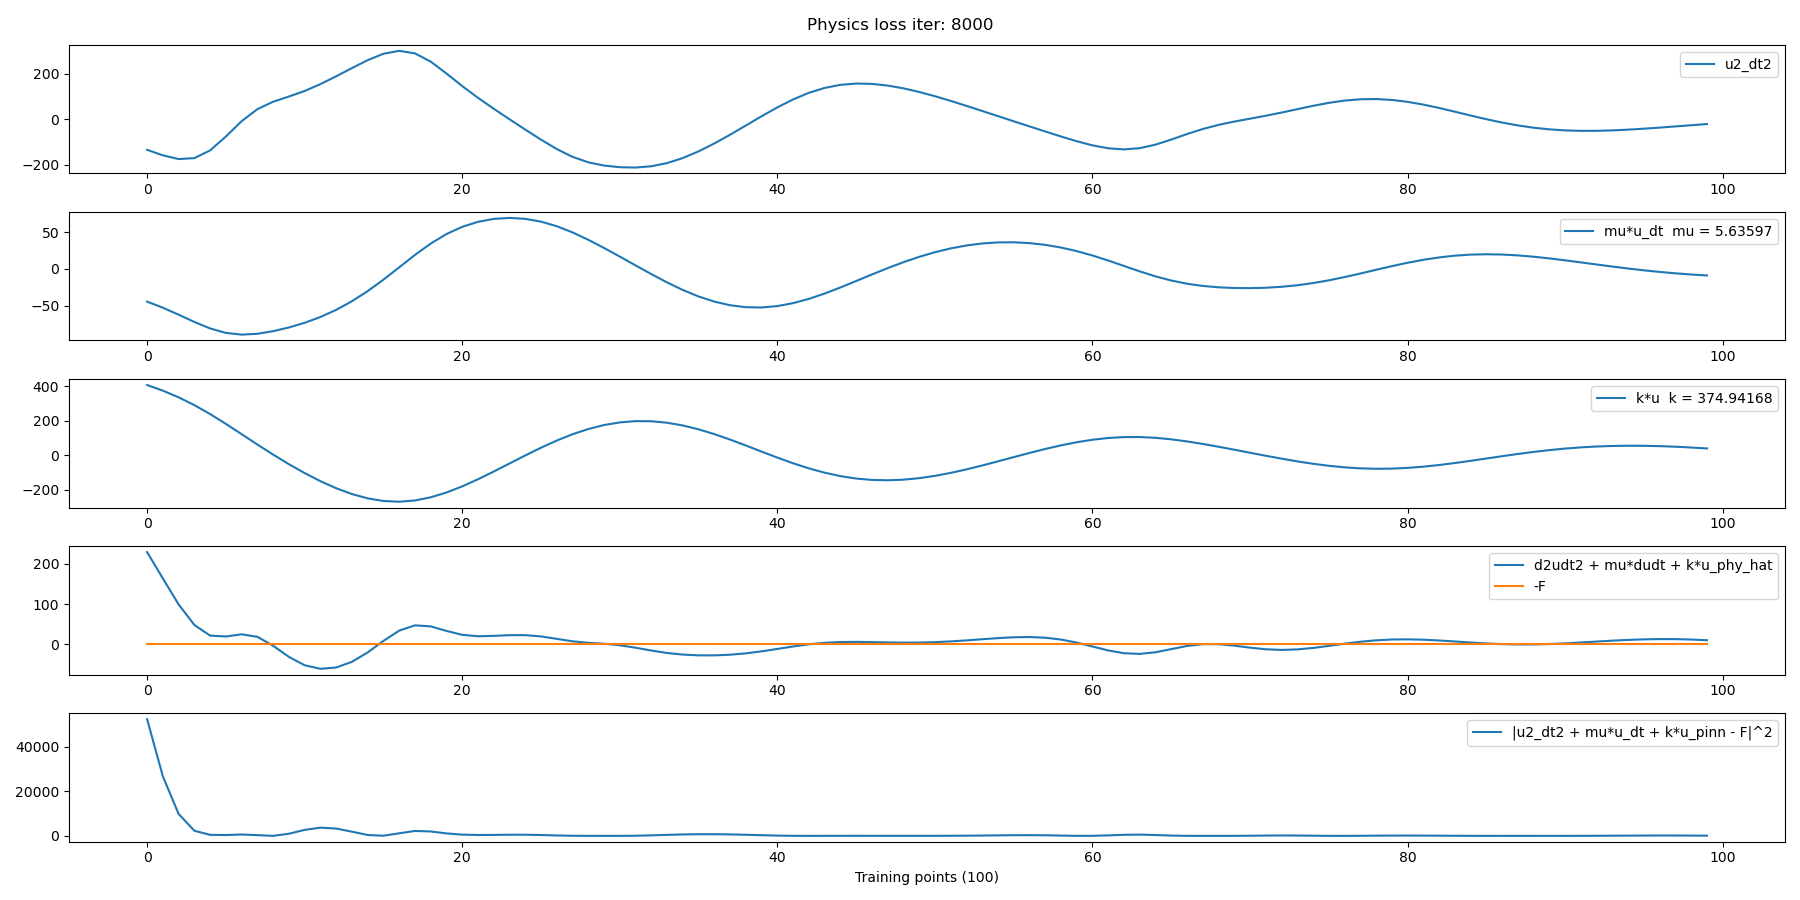 Physics loss iter: 8000
u2_dt2
200
0
−200
0 20 40 60 80 100
mu*u_dt  mu = 5.63597
50
0
−50
0 20 40 60 80 100
k*u  k = 374.94168
400
200
0
−200
0 20 40 60 80 100
d2udt2 + mu*dudt + k*u_phy_hat
-F
200
100
0
0 20 40 60 80 100
|u2_dt2 + mu*u_dt + k*u_pinn - F|^2
40000
20000
0
0 20 40 60 80 100
Training points (100)